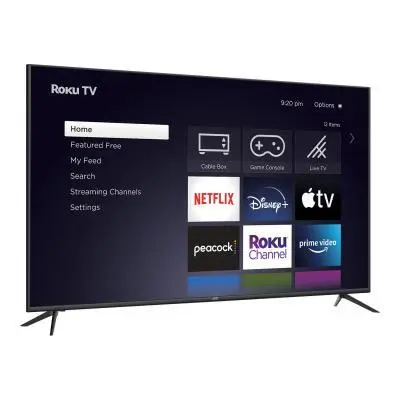 Roku TV
9:20 pm Options
12 Items
Home
Featured Free
My Feed
Search
Streaming Channels
Settings
Cable Box
Game Console
Live TV
NETFLIX
Disney+
tv
peacock
Roku
Channel
prime video